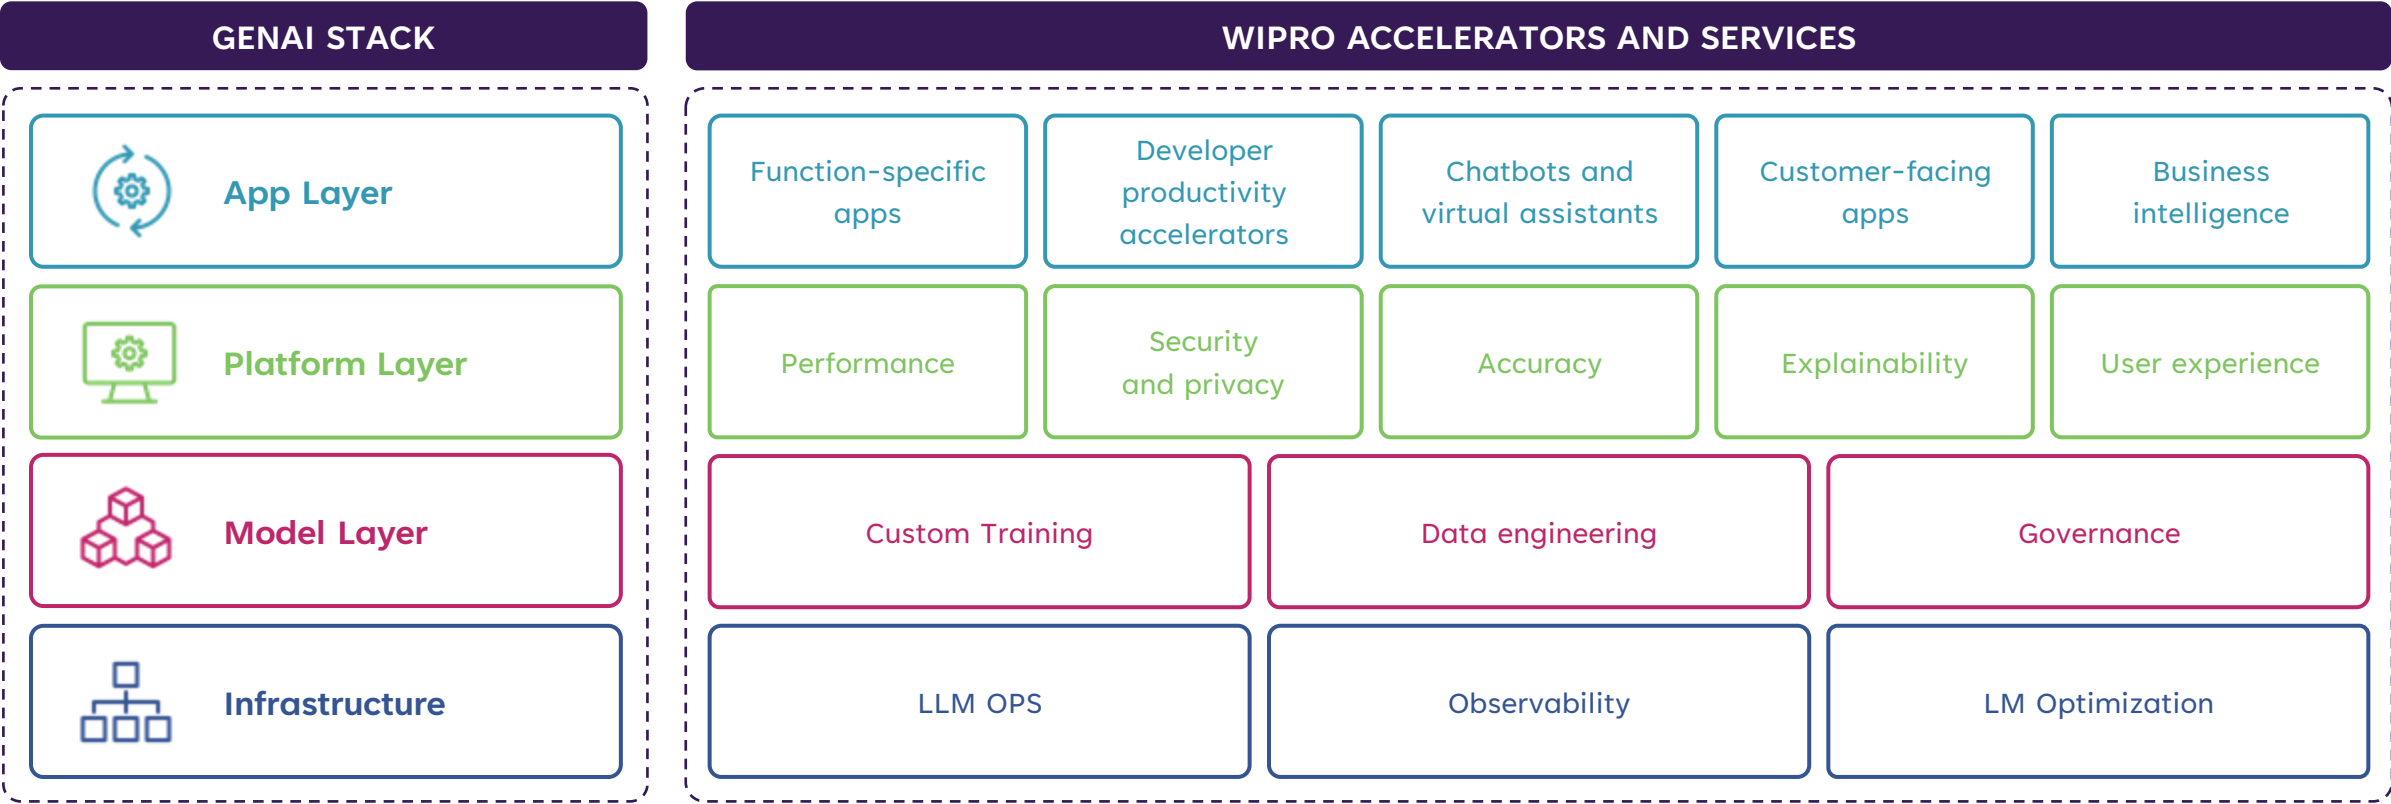 GENAI STACK
WIPRO ACCELERATORS AND SERVICES
App Layer
Function-specific
apps
Developer
productivity
accelerators
Chatbots and
virtual assistants
Customer-facing
apps
Business
intelligence
Platform Layer
Performance
Security
and privacy
Accuracy
Explainability
User experience
Model Layer
Custom Training
Data engineering
Governance
Infrastructure
LLM OPS
Observability
LM Optimization